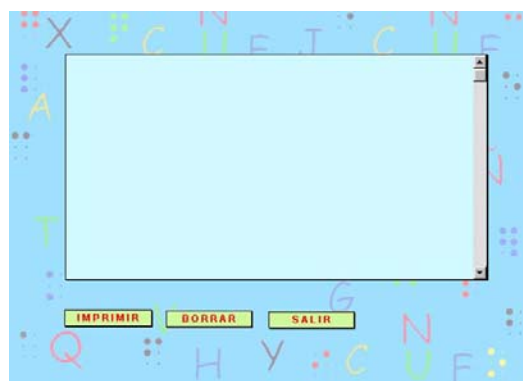 N N
X C U E J C U E
A
Ñ
T
G
IMPRIMIR BORRAR SALIR
N
Q H Y C U E